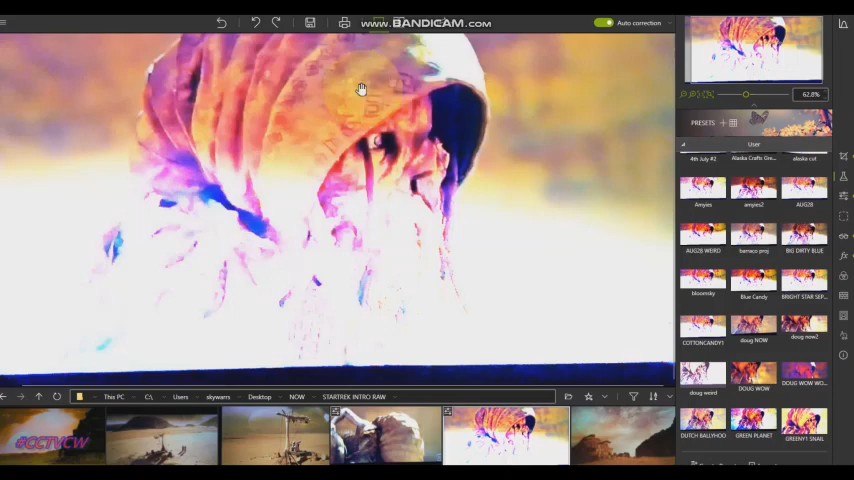 www.BANDICAM.com
Auto correction
62.8%
PRESETS
User
4th July #2
Alaska Crafts Gre...
alaska cut
Amyies
amyies2
AUG28
AUG28 WEIRD
barraco proj
BIG DIRTY BLUE
bloomsky
Blue Candy
BRIGHT STAR SEP...
COTTONCANDY1
doug NOW
doug now2
doug weird
DOUG WOW
DOUG WOW WO...
DUTCH BALLYHOO
GREEN PLANET
GREENY1 SNAIL
This PC
C:\
Users
skywarrs
Desktop
NOW
STARTREK INTRO RAW
#CCTVCW